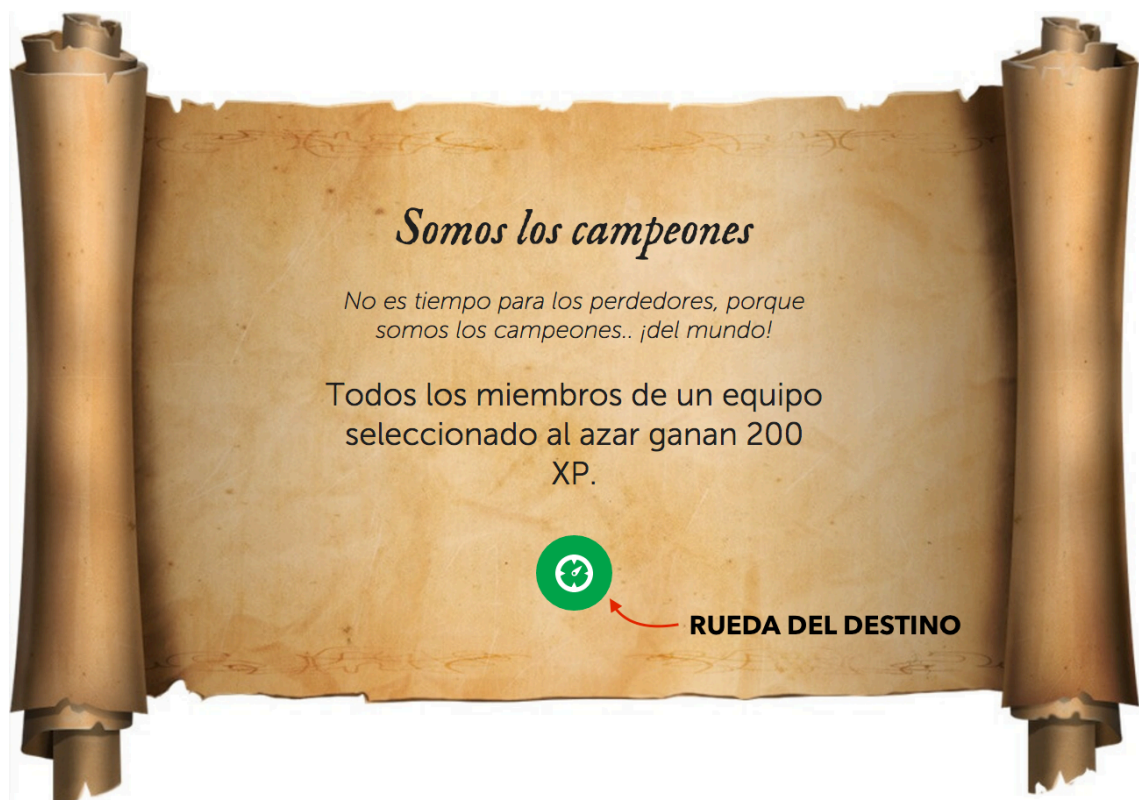 Somos los campeones
No es tiempo para los perdedores, porque
somos los campeones.. ¡del mundo!
Todos los miembros de un equipo
seleccionado al azar ganan 200
XP.
RUEDA DEL DESTINO